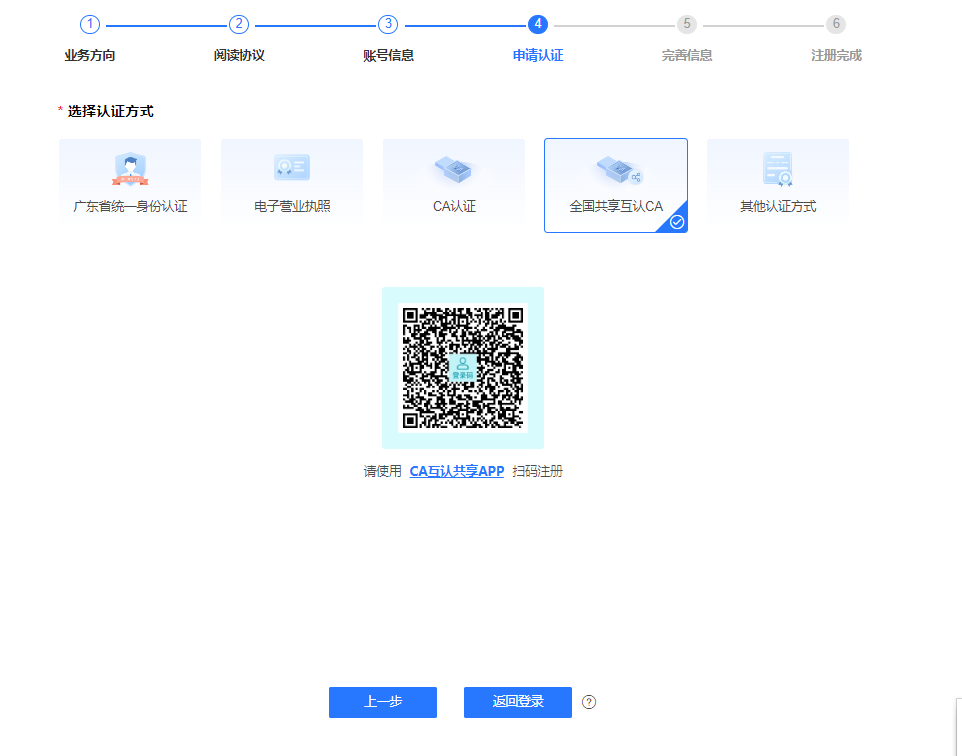 1 2 3 4 5 6
业务方向 阅读协议 账号信息 申请认证 完善信息 注册完成
* 选择认证方式
广东省统一身份认证 电子营业执照 CA认证 全国共享互认CA 其他认证方式
登录码
请使用 CA互认共享APP 扫码注册
上一步 返回登录 ?